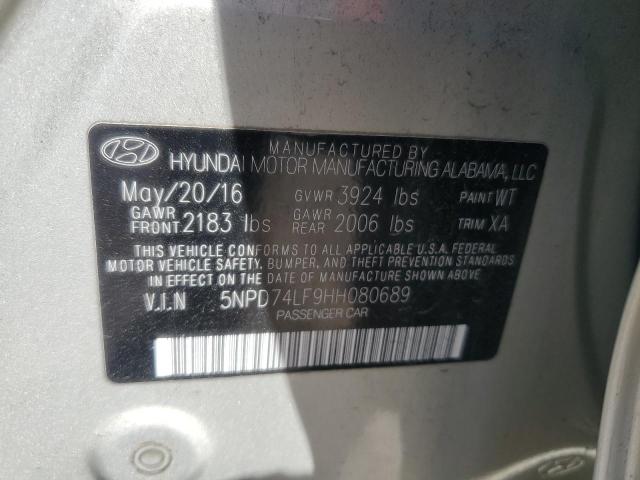 MANUFACTURED BY
HYUNDAI MOTOR MANUFACTURING ALABAMA, LLC
May/20/16 GVWR 3924 lbs PAINT WT
GAWR FRONT 2183 lbs GAWR REAR 2006 lbs TRIM XA
THIS VEHICLE CONFORMS TO ALL APPLICABLE U.S.A. FEDERAL
MOTOR VEHICLE SAFETY, BUMPER, AND THEFT PREVENTION STANDARDS
IN EFFECT ON THE DATE OF MANUFACTURE SHOWN ABOVE.
V.I.N 5NPD74LF9HH080689
PASSENGER CAR